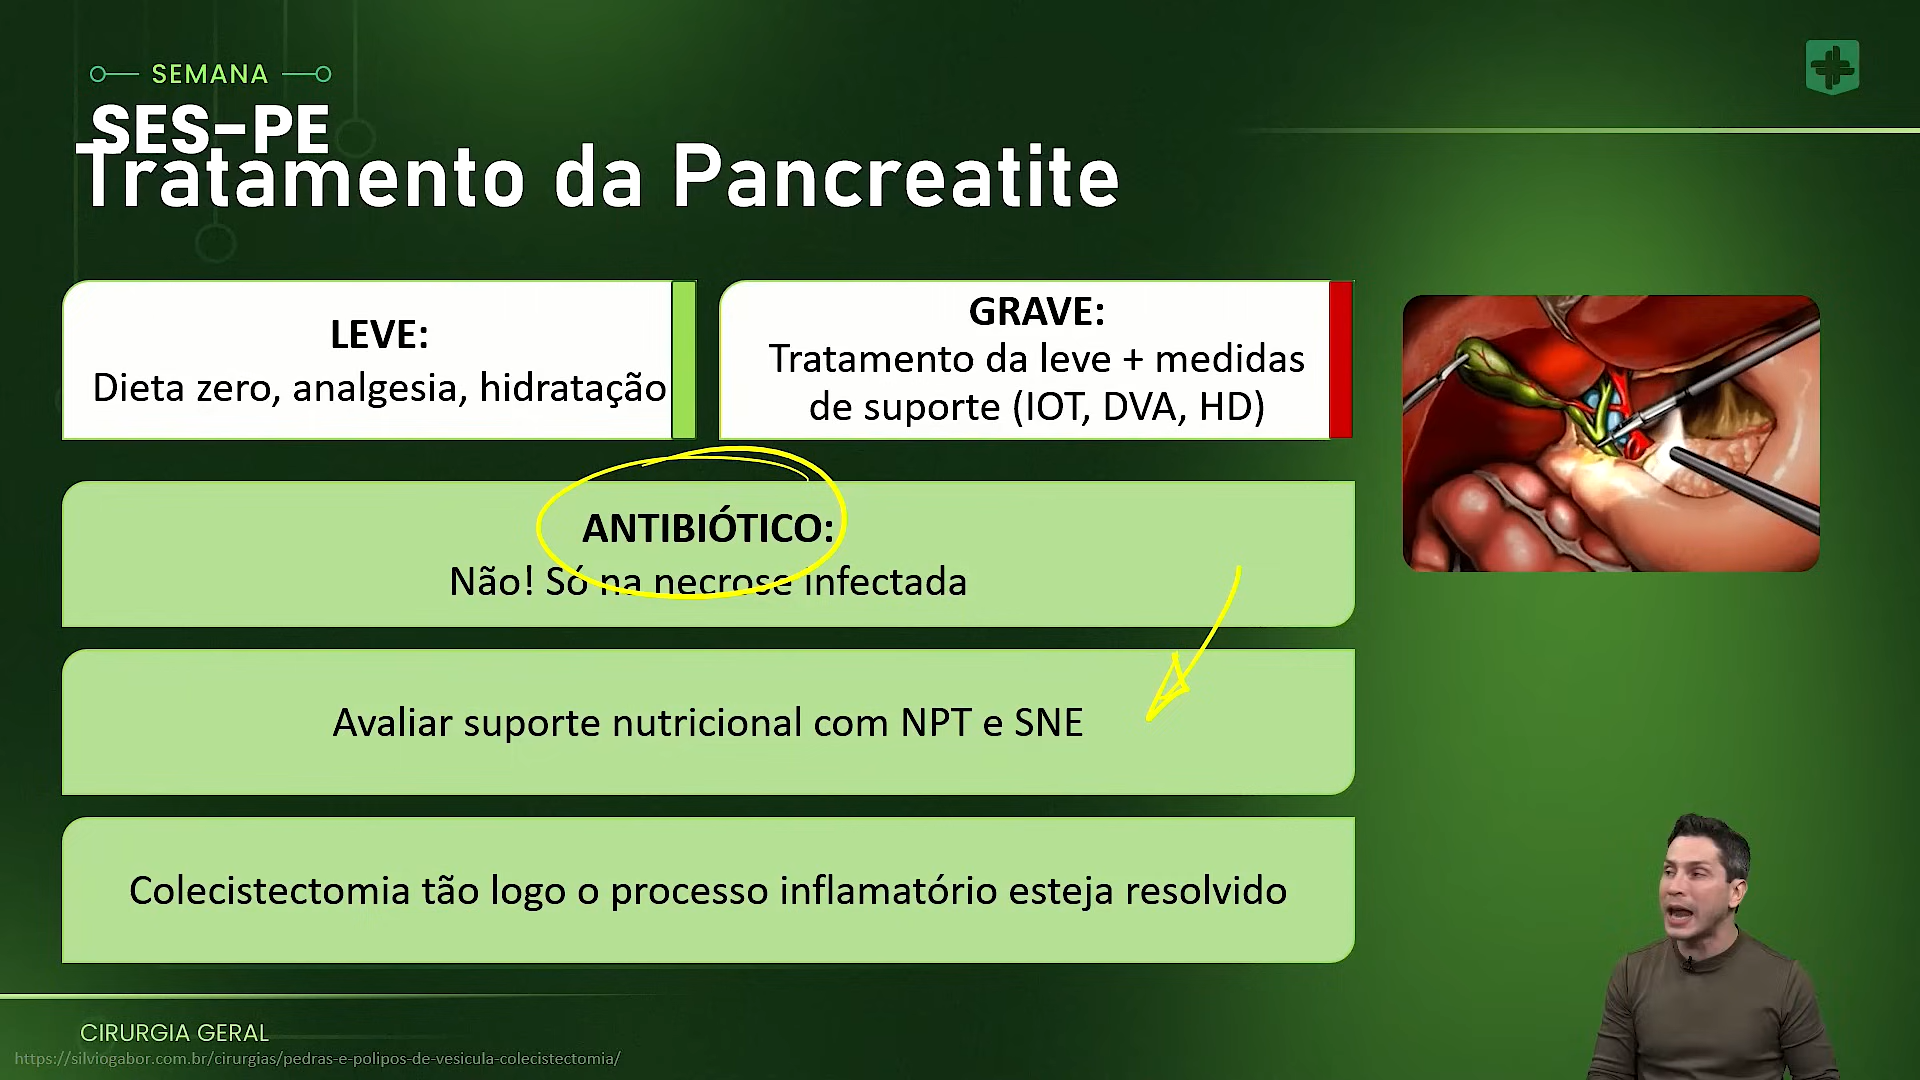 SEMANA
SES-PE
Tratamento da Pancreatite
LEVE:
Dieta zero, analgesia, hidratação
GRAVE:
Tratamento da leve + medidas
de suporte (IOT, DVA, HD)
ANTIBIÓTICO:
Não! Só na necrose infectada
Avaliar suporte nutricional com NPT e SNE
Colecistectomia tão logo o processo inflamatório esteja resolvido
CIRURGIA GERAL
https://silviogabor.com.br/cirurgias/pedras-e-polipos-de-vesicula-colecistectomia/